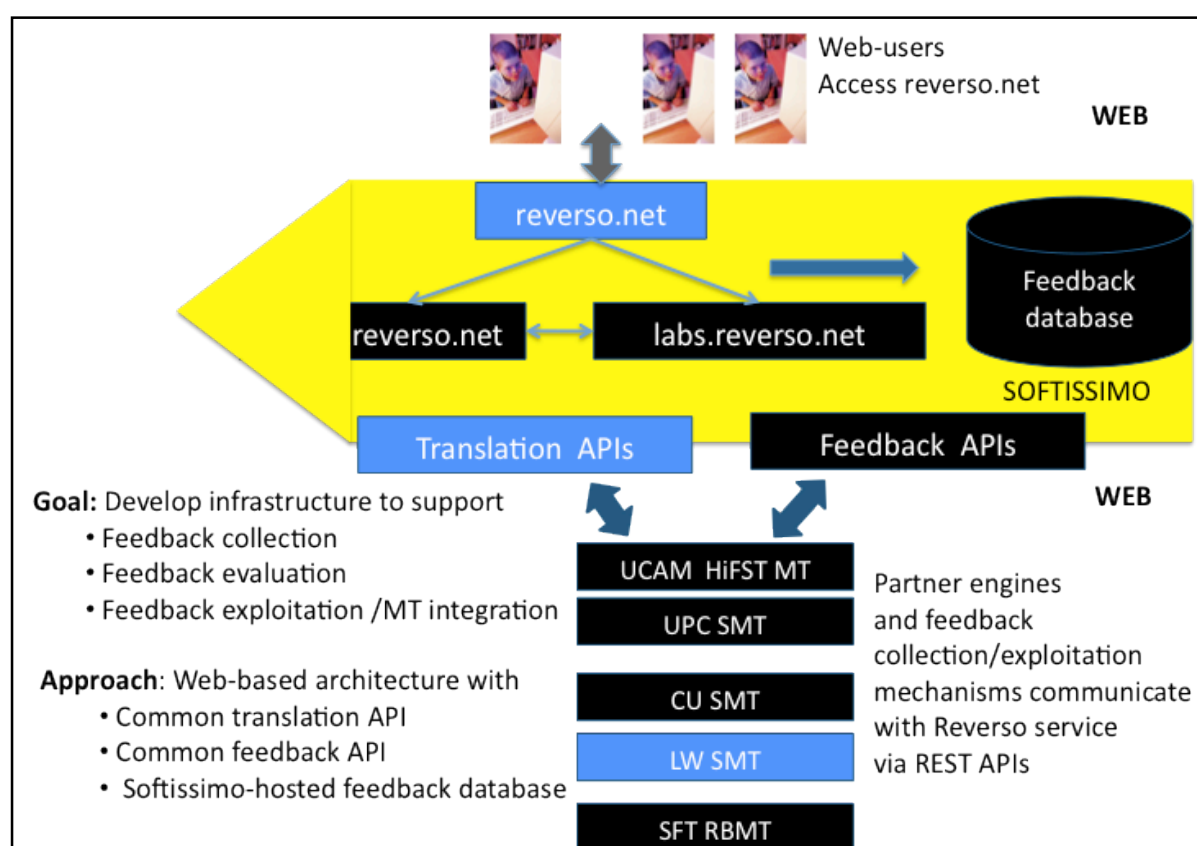 Web-users
Access reverso.net
WEB
reverso.net
reverso.net
labs.reverso.net
Feedback
database
SOFTISSIMO
Translation APIs
Feedback APIs
WEB
Goal: Develop infrastructure to support
• Feedback collection
• Feedback evaluation
• Feedback exploitation /MT integration
Approach: Web-based architecture with
• Common translation API
• Common feedback API
• Softissimo-hosted feedback database
UCAM HiFST MT
UPC SMT
CU SMT
LW SMT
SFT RBMT
Partner engines
and feedback
collection/exploitation
mechanisms communicate
with Reverso service
via REST APIs